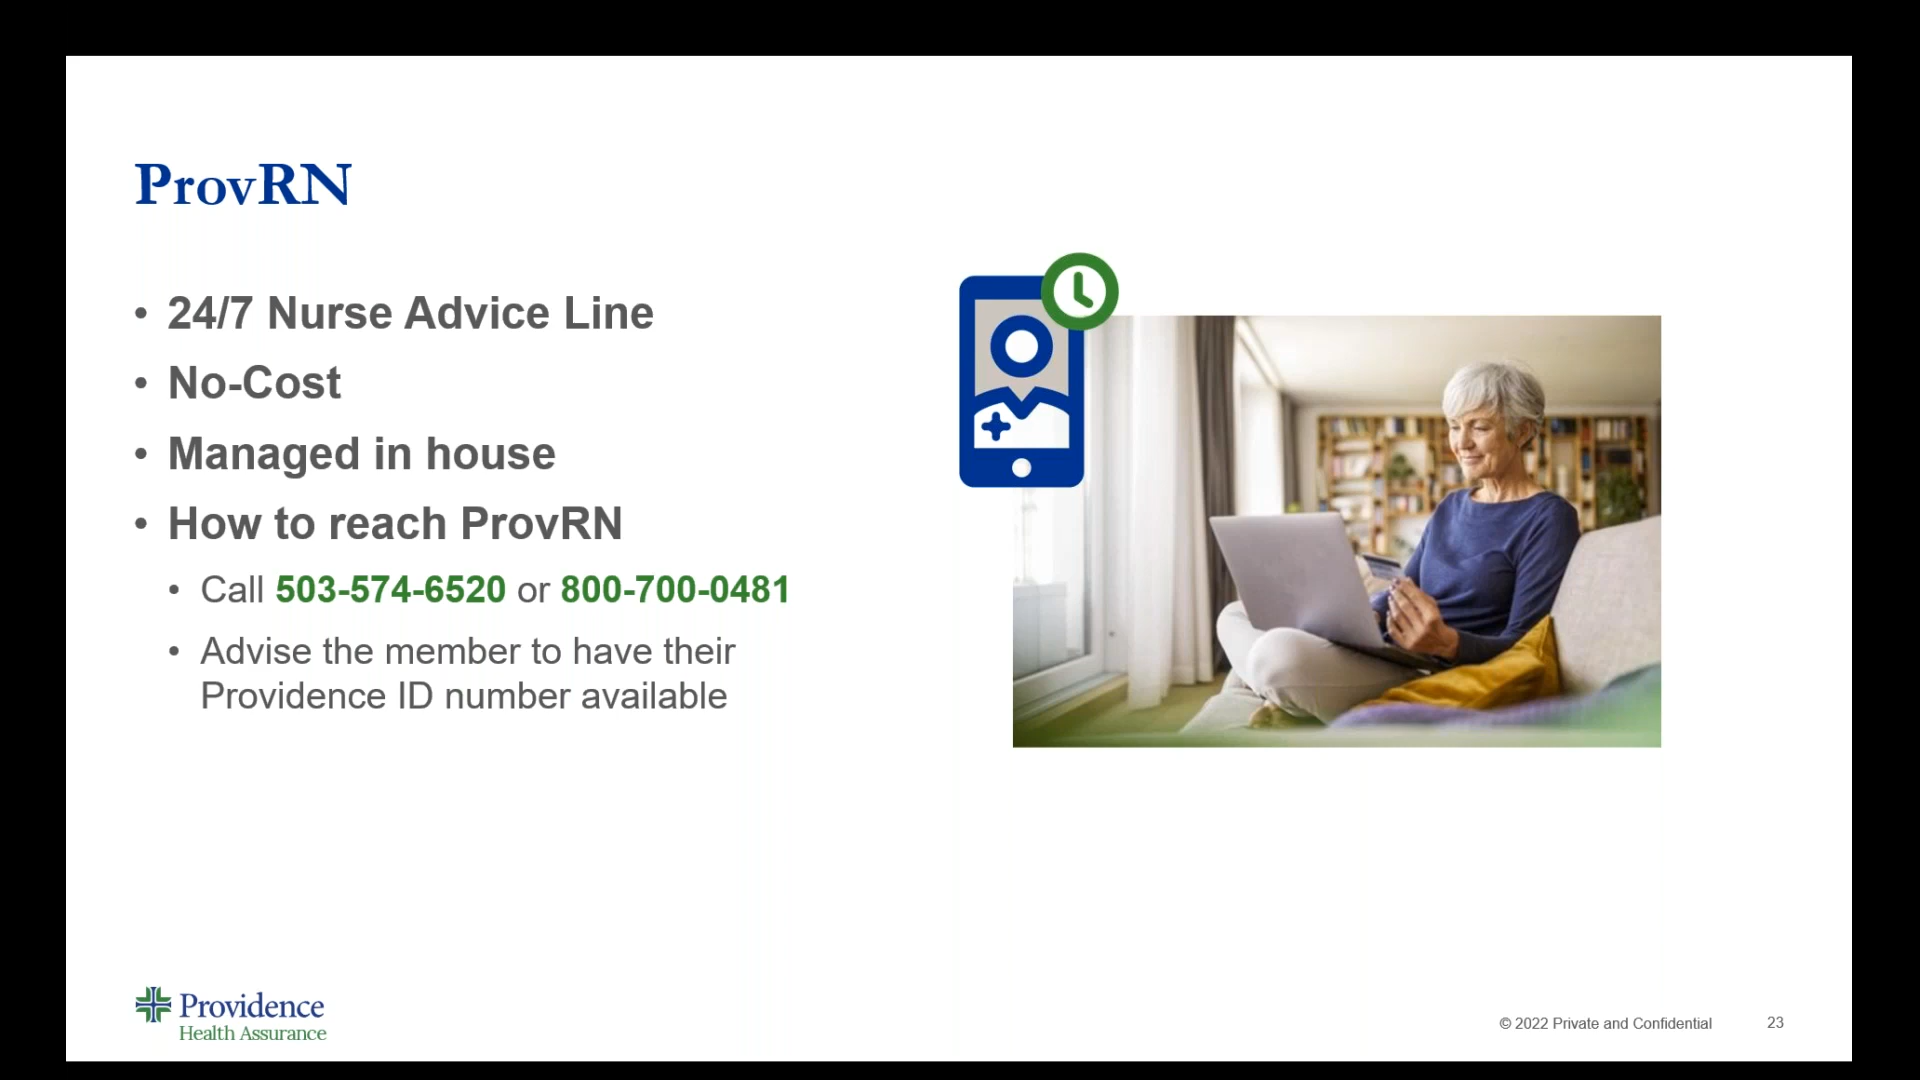 ProvRN
• 24/7 Nurse Advice Line
• No-Cost
• Managed in house
• How to reach ProvRN
• Call 503-574-6520 or 800-700-0481
• Advise the member to have their
Providence ID number available
Providence
Health Assurance
© 2022 Private and Confidential
23